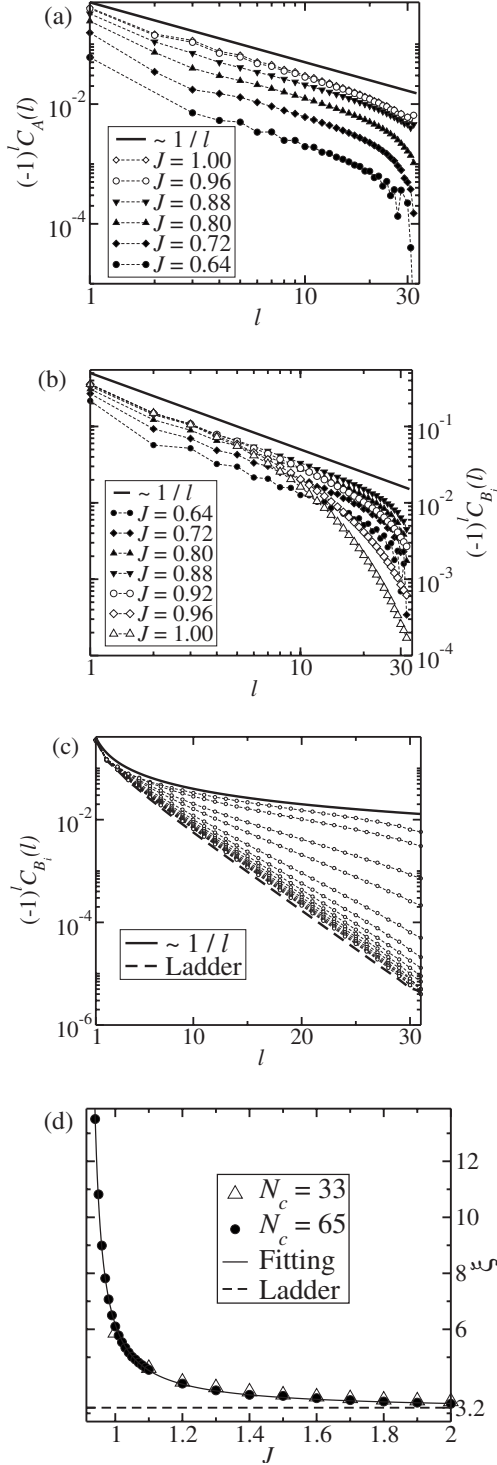 (a)
10^-2
10^-4
(-1)^l C_A(l)
~ 1 / l
J = 1.00
J = 0.96
J = 0.88
J = 0.80
J = 0.72
J = 0.64
1 10 30
l
(b)
10^-1
10^-2
10^-3
10^-4
(-1)^l C_{B_i}(l)
~ 1 / l
J = 0.64
J = 0.72
J = 0.80
J = 0.88
J = 0.92
J = 0.96
J = 1.00
1 10 30
l
(c)
10^-2
10^-4
10^-6
(-1)^l C_{B_i}(l)
~ 1 / l
Ladder
1 10 20 30
l
(d)
12
9
6
3.2
ξ
N_c = 33
N_c = 65
Fitting
Ladder
1 1.2 1.4 1.6 1.8 2
J